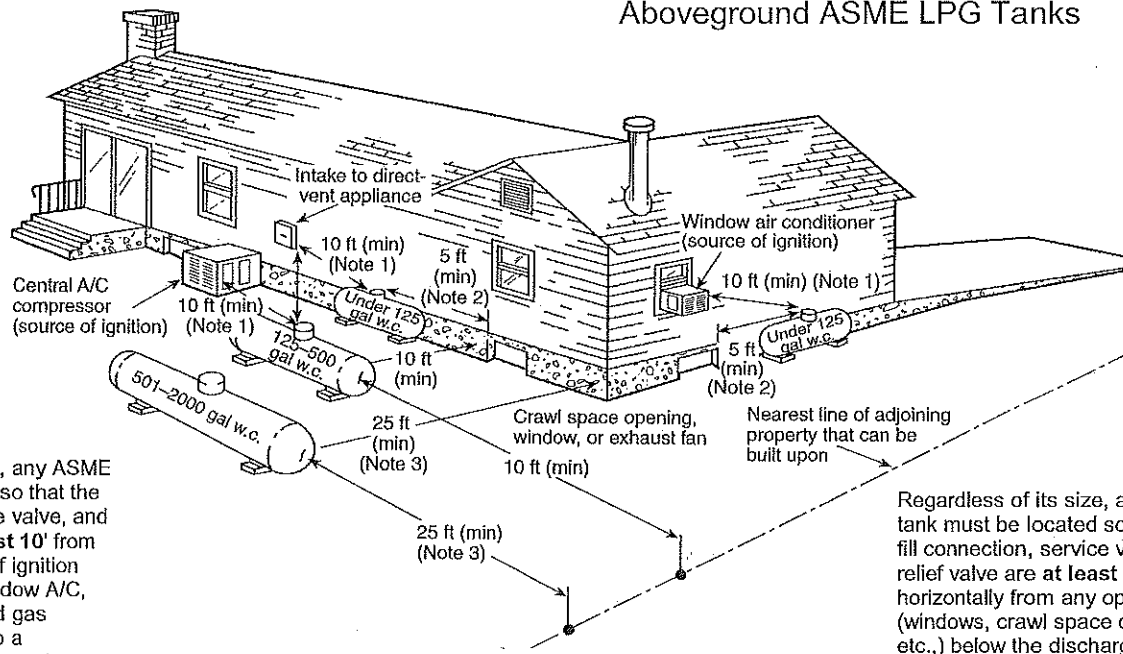 Aboveground ASME LPG Tanks
Intake to direct-
vent appliance
10 ft (min)
(Note 1)
5 ft
(min)
(Note 2)
Window air conditioner
(source of ignition)
10 ft (min) (Note 1)
Central A/C
compressor
(source of ignition)
10 ft (min)
(Note 1)
Under 125
gal w.c.
125–500
gal w.c.
10 ft
(min)
Under 125
gal w.c.
5 ft
(min)
(Note 2)
501–2000 gal w.c.
25 ft
(min)
(Note 3)
Crawl space opening,
window, or exhaust fan
10 ft (min)
Nearest line of adjoining
property that can be
built upon
25 ft (min)
(Note 3)
, any ASME
so that the
e valve, and
st 10' from
f ignition
dow A/C,
d gas
o a
Regardless of its size, a
tank must be located so
fill connection, service v
relief valve are at least
horizontally from any op
(windows, crawl space o
etc.,) below the discharg